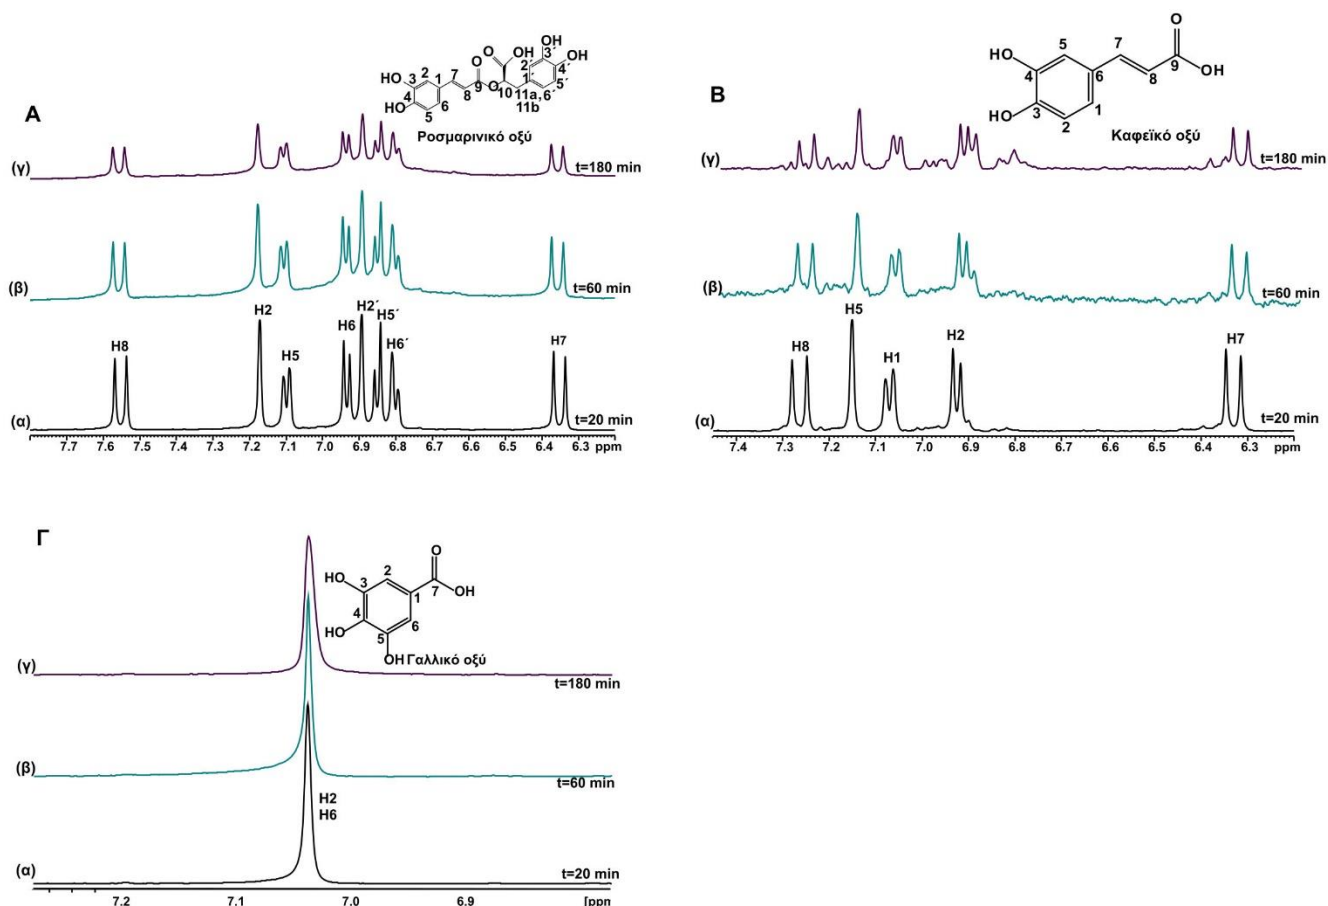 A
HO
HO
3
4
2
5
1
6
7
8
9
O
O
O
OH
10
11a,
11b
1´
2´
3´
4´
5´
6´
OH
OH
Ροσμαρινικό οξύ
(γ)
t=180 min
(β)
t=60 min
H8
H2
H5
H6
H2´
H5´
H6´
H7
(α)
t=20 min
7.7 7.6 7.5 7.4 7.3 7.2 7.1 7.0 6.9 6.8 6.7 6.6 6.5 6.4 6.3 ppm
B
HO
HO
5
4
3
2
6
1
7
8
9
O
OH
Καφεϊκό οξύ
(γ)
t=180 min
(β)
t=60 min
H8
H5
H1
H2
H7
(α)
t=20 min
7.4 7.3 7.2 7.1 7.0 6.9 6.8 6.7 6.6 6.5 6.4 6.3 ppm
Γ
O
HO
3
2
7
OH
1
4
HO
5
6
OH Γαλλικό οξύ
(γ)
t=180 min
(β)
t=60 min
H2
H6
(α)
t=20 min
7.2 7.1 7.0 6.9 [ppm